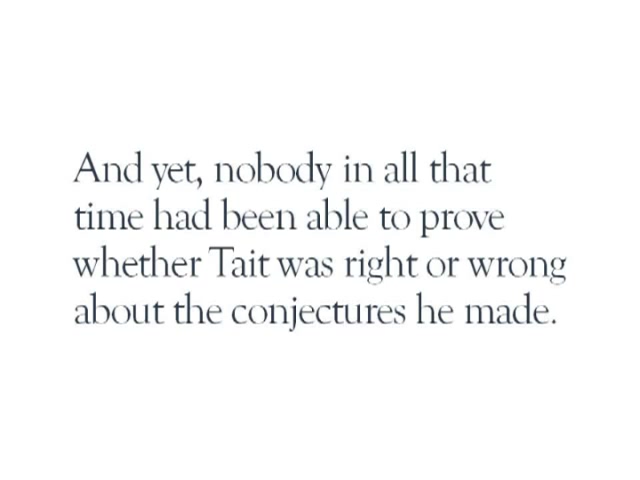 And yet, nobody in all that
time had been able to prove
whether Tait was right or wrong
about the conjectures he made.